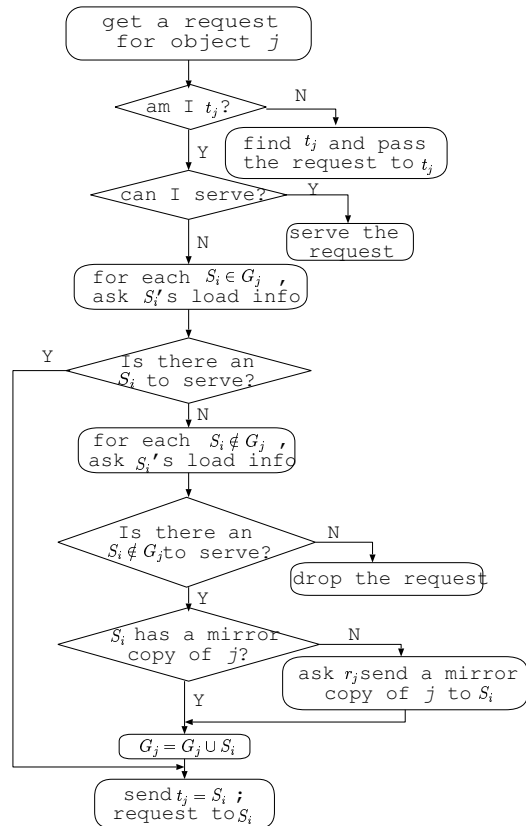 get a request
for object j
am I t_j?
N
find t_j and pass
the request to t_j
Y
can I serve?
Y
serve the
request
N
for each S_i ∈ G_j ,
ask S_i's load info
Y
Is there an
S_i to serve?
N
for each S_i ∉ G_j ,
ask S_i's load info
Is there an
S_i ∉ G_j to serve?
N
drop the request
Y
S_i has a mirror
copy of j?
N
ask r_j send a mirror
copy of j to S_i
Y
G_j = G_j ∪ S_i
send t_j = S_i ;
request to S_i